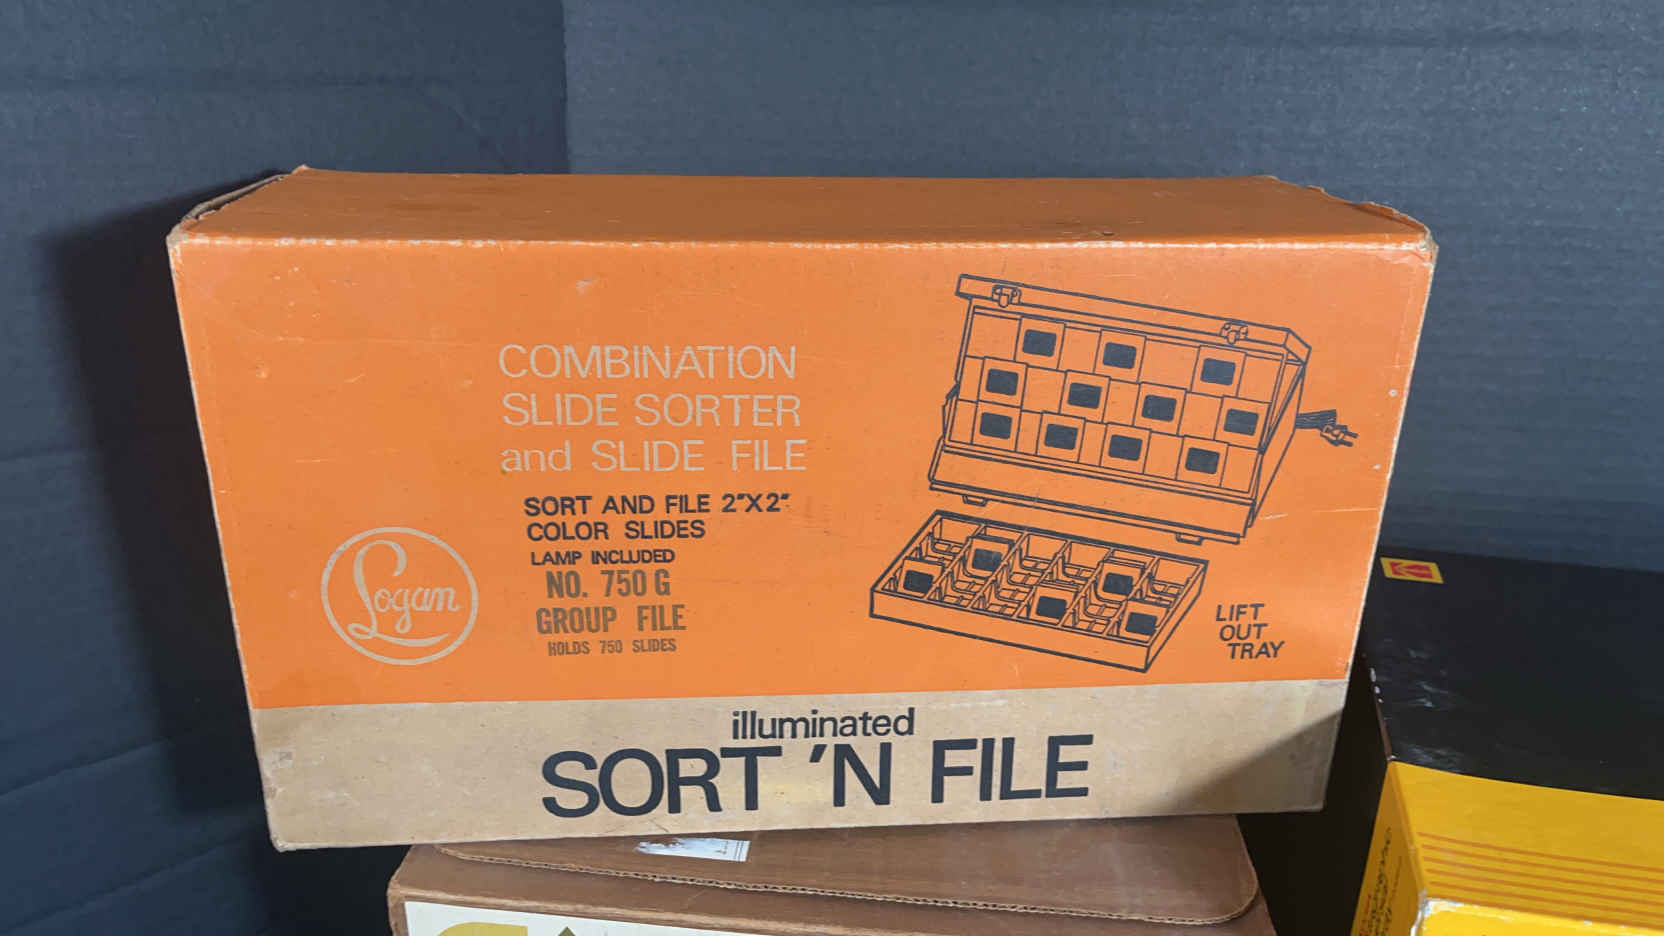 COMBINATION
SLIDE SORTER
and SLIDE FILE
SORT AND FILE 2"X2"
COLOR SLIDES
LAMP INCLUDED
NO. 750 G
GROUP FILE
HOLDS 750 SLIDES
Logan
LIFT
OUT
TRAY
illuminated
SORT 'N FILE